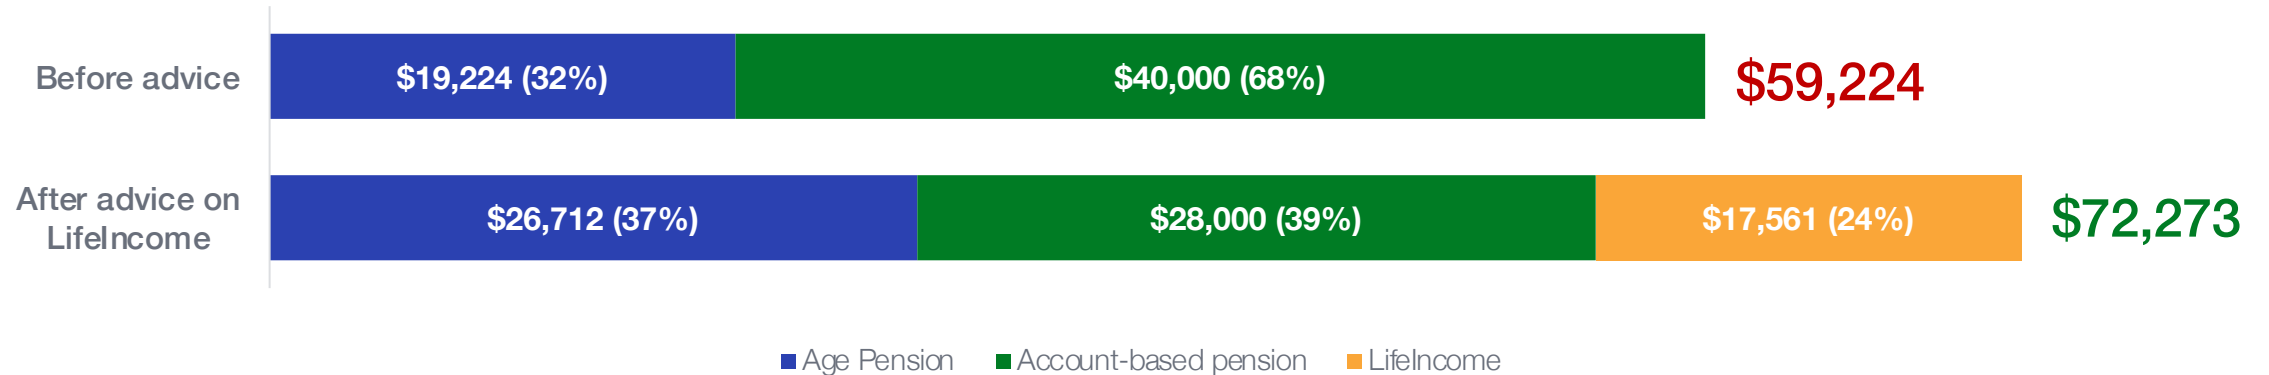 Before advice
$19,224 (32%)
$40,000 (68%)
$59,224
After advice on
LifeIncome
$26,712 (37%)
$28,000 (39%)
$17,561 (24%)
$72,273
Age Pension
Account-based pension
LifeIncome